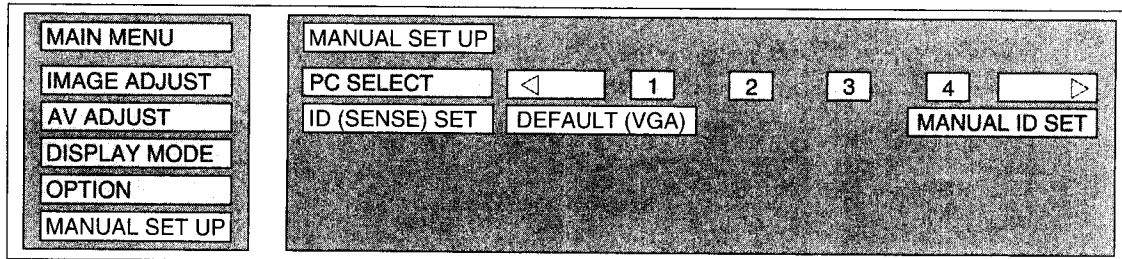 MAIN MENU
IMAGE ADJUST
AV ADJUST
DISPLAY MODE
OPTION
MANUAL SET UP
MANUAL SET UP
PC SELECT ◁ 1 2 3 4 ▷
ID (SENSE) SET DEFAULT (VGA) MANUAL ID SET